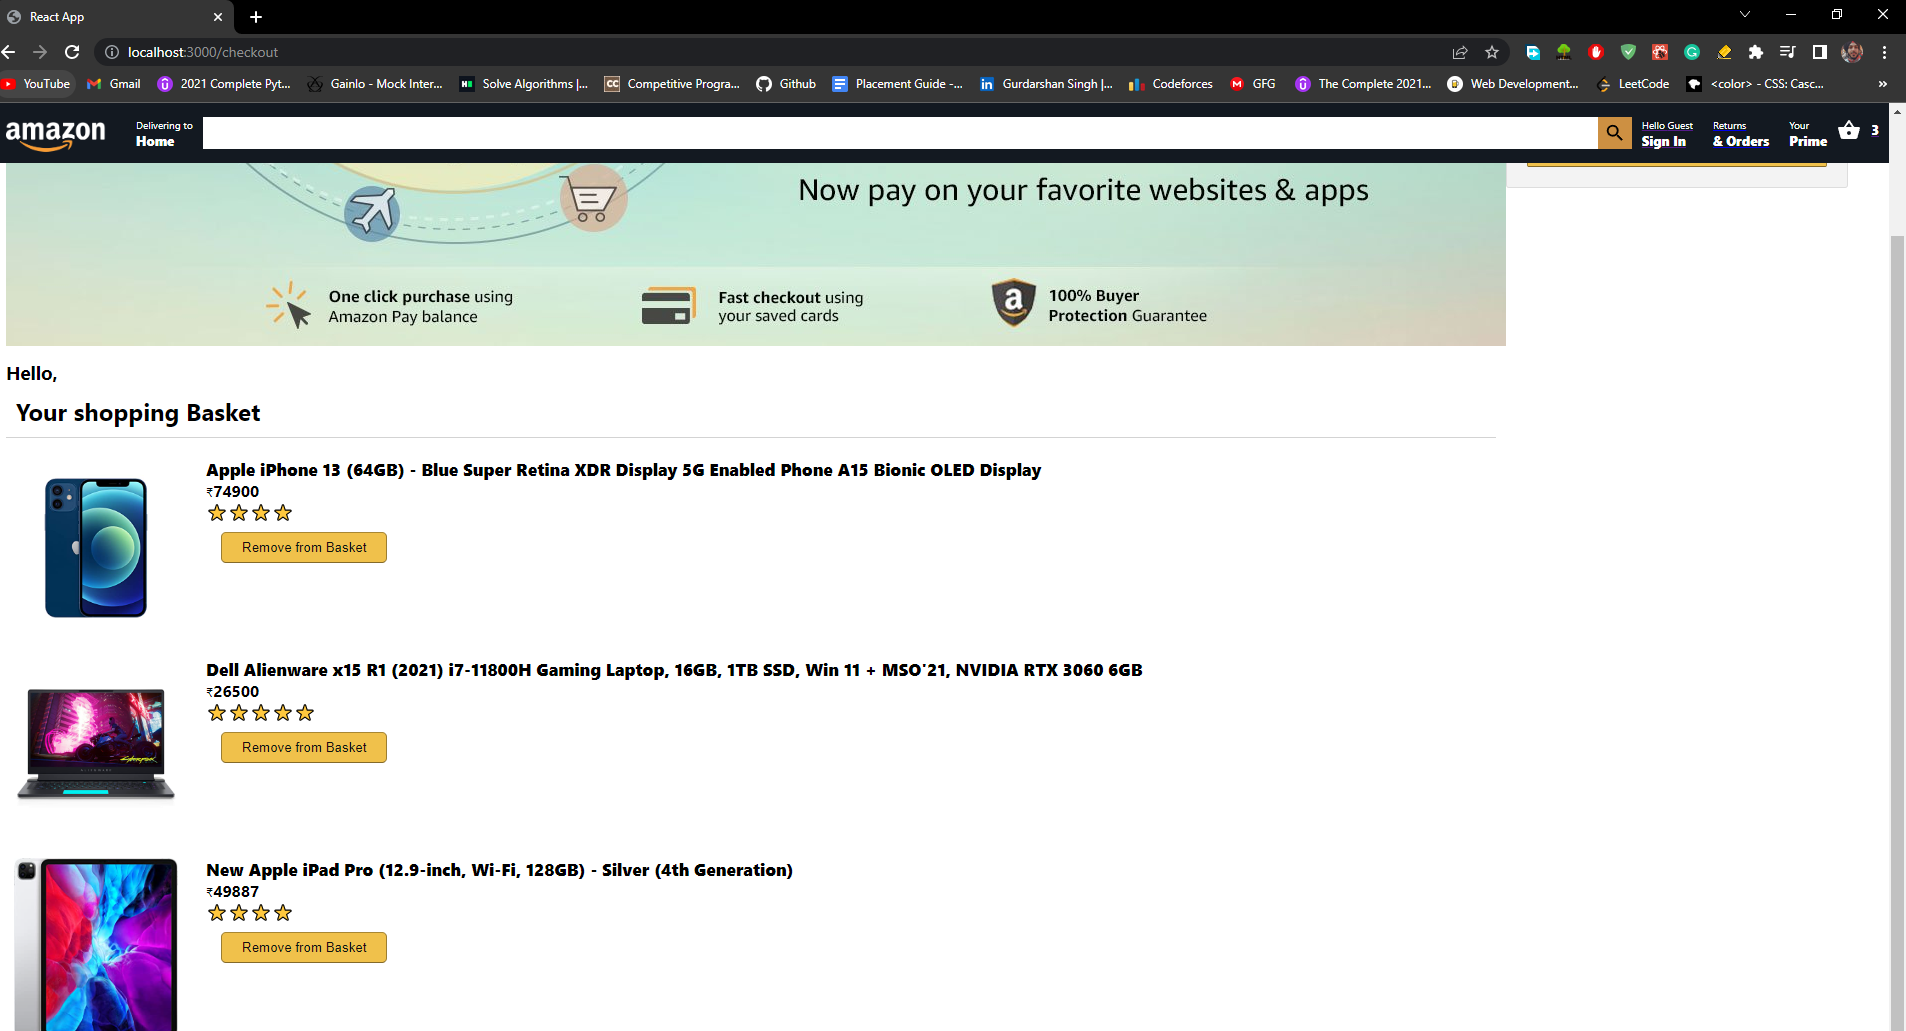 React App
localhost:3000/checkout
YouTube
Gmail
2021 Complete Pyt...
Gainlo - Mock Inter...
Solve Algorithms |...
CC
Competitive Progra...
Github
Placement Guide -...
in
Gurdarshan Singh |...
Codeforces
M
GFG
The Complete 2021...
Web Development...
LeetCode
<color> - CSS: Casc...
»
amazon
Delivering to
Home
Hello Guest
Sign In
Returns
& Orders
Your
Prime
3
Now pay on your favorite websites & apps
One click purchase using
Amazon Pay balance
Fast checkout using
your saved cards
a
100% Buyer
Protection Guarantee
Hello,
Your shopping Basket
Apple iPhone 13 (64GB) - Blue Super Retina XDR Display 5G Enabled Phone A15 Bionic OLED Display
₹74900
Remove from Basket
Dell Alienware x15 R1 (2021) i7-11800H Gaming Laptop, 16GB, 1TB SSD, Win 11 + MSO'21, NVIDIA RTX 3060 6GB
₹26500
Remove from Basket
New Apple iPad Pro (12.9-inch, Wi-Fi, 128GB) - Silver (4th Generation)
₹49887
Remove from Basket